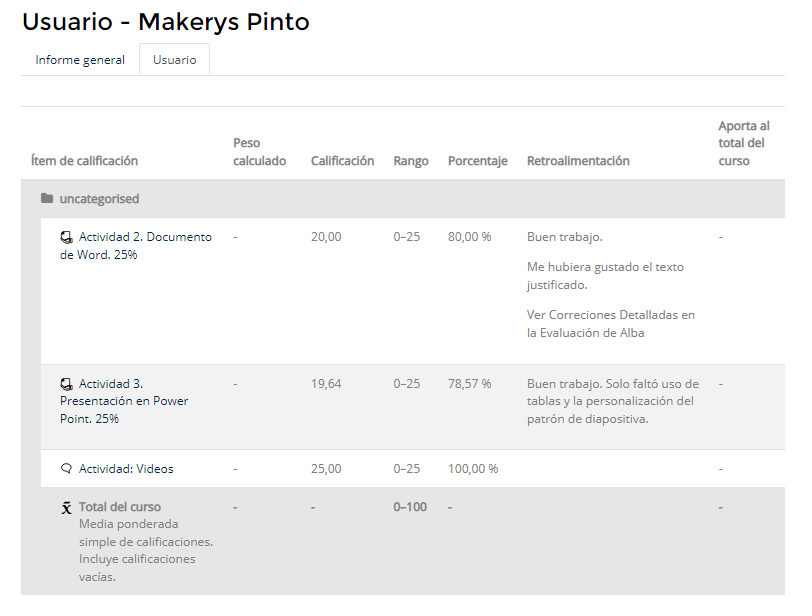 Usuario - Makerys Pinto
Informe general
Usuario
Ítem de calificación
Peso
calculado
Calificación
Rango
Porcentaje
Retroalimentación
Aporta al
total del
curso
uncategorised
Actividad 2. Documento
de Word. 25%
-
20,00
0–25
80,00 %
Buen trabajo.
Me hubiera gustado el texto
justificado.
Ver Correciones Detalladas en
la Evaluación de Alba
-
Actividad 3.
Presentación en Power
Point. 25%
-
19,64
0–25
78,57 %
Buen trabajo. Solo faltó uso de
tablas y la personalización del
patrón de diapositiva.
-
Actividad: Videos
-
25,00
0–25
100,00 %
-
x̄ Total del curso
Media ponderada
simple de calificaciones.
Incluye calificaciones
vacías.
-
-
0–100
-
-